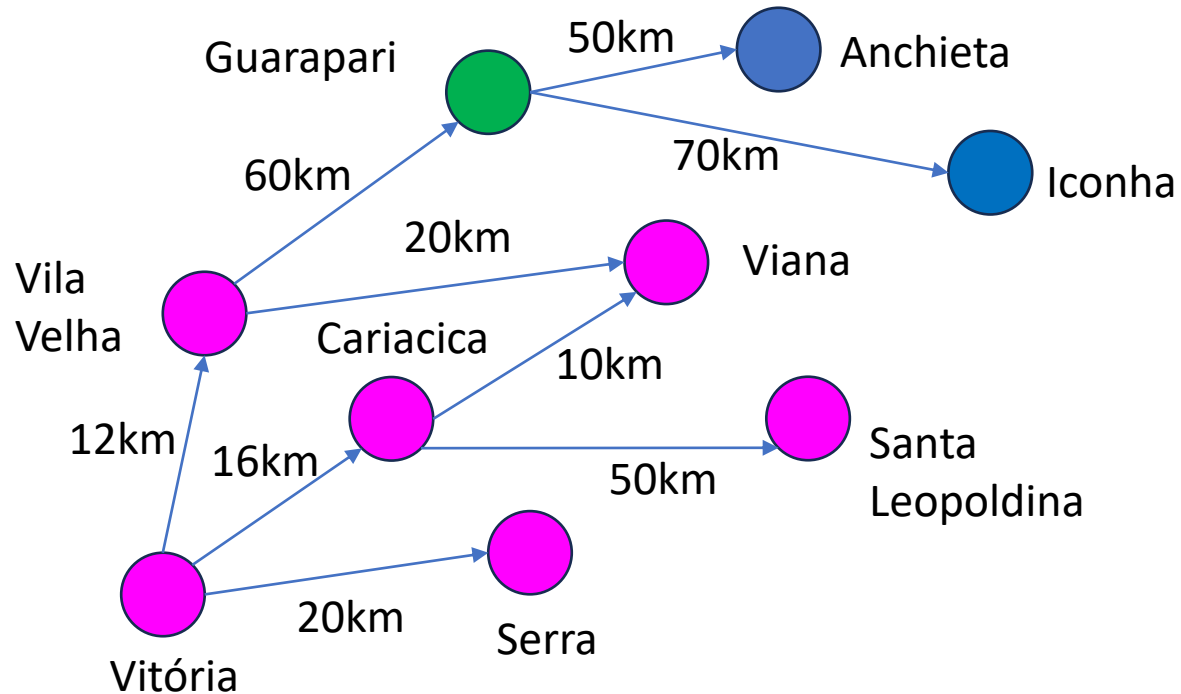 50km
Guarapari
Anchieta
70km
60km
Iconha
20km
Viana
Vila
Velha
Cariacica
10km
12km
16km
50km
Santa
Leopoldina
20km
Serra
Vitória